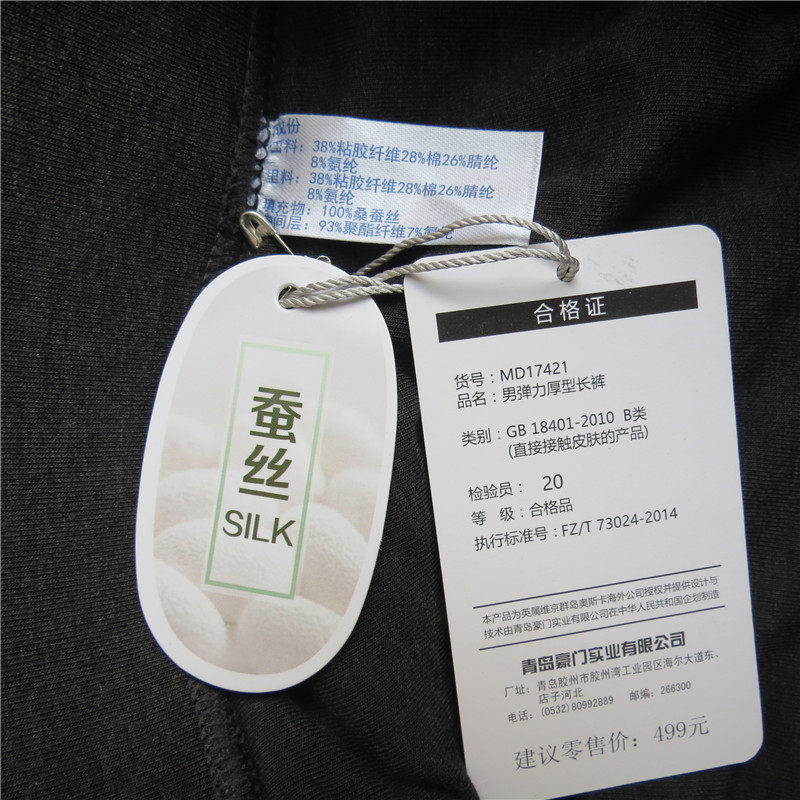 成份
面料：38%粘胶纤维28%棉26%腈纶
8%氨纶
里料：38%粘胶纤维28%棉26%腈纶
8%氨纶
填充物：100%桑蚕丝
中间层：93%聚酯纤维7%氨纶
蚕丝
SILK
合格证
货号：MD17421
品名：男弹力厚型长裤
类别：GB 18401-2010 B类
(直接接触皮肤的产品)
检验员： 20
等 级：合格品
执行标准号：FZ/T 73024-2014
本产品为英属维京群岛奥斯卡海外公司授权并提供设计与
技术由青岛豪门实业有限公司在中华人民共和国企划制造
青岛豪门实业有限公司
厂址：青岛胶州市胶州湾工业园区海尔大道东、
店子河北
电话：(0532)80992889 邮编：266300
建议零售价：499元